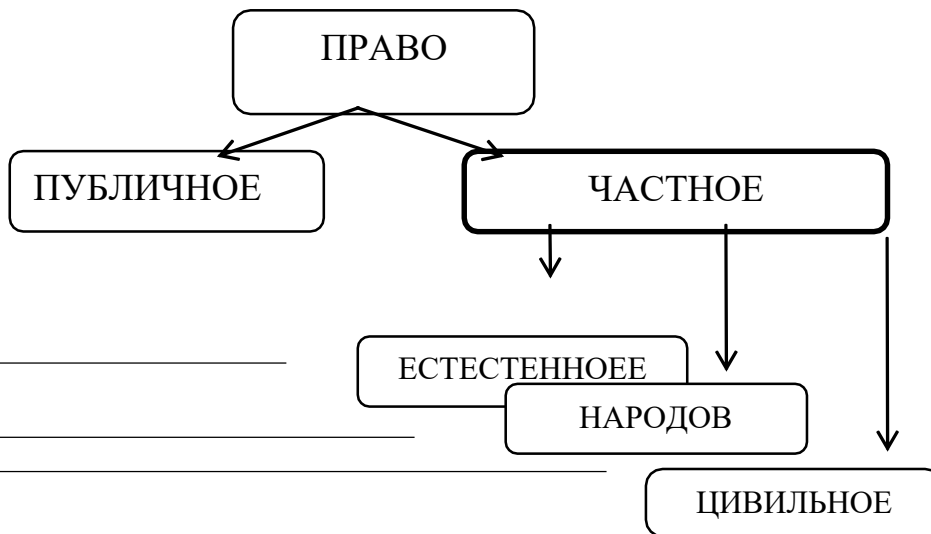 ПРАВО
ПУБЛИЧНОЕ
ЧАСТНОЕ
ЕСТЕСТЕННОЕЕ
НАРОДОВ
ЦИВИЛЬНОЕ